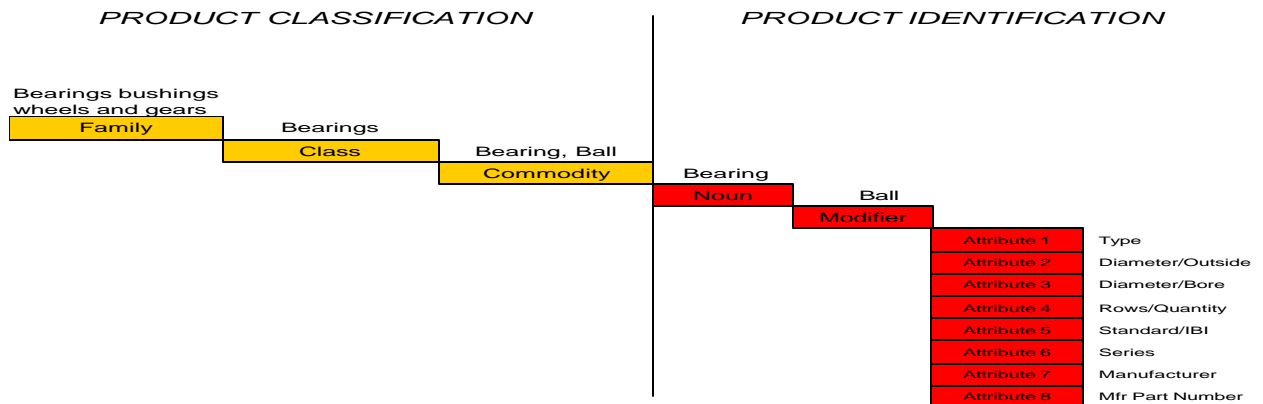 PRODUCT CLASSIFICATION
PRODUCT IDENTIFICATION
Bearings bushings
wheels and gears
Family
Bearings
Class
Bearing, Ball
Commodity
Bearing
Noun
Ball
Modifier
Attribute 1 Type
Attribute 2 Diameter/Outside
Attribute 3 Diameter/Bore
Attribute 4 Rows/Quantity
Attribute 5 Standard/IBI
Attribute 6 Series
Attribute 7 Manufacturer
Attribute 8 Mfr Part Number